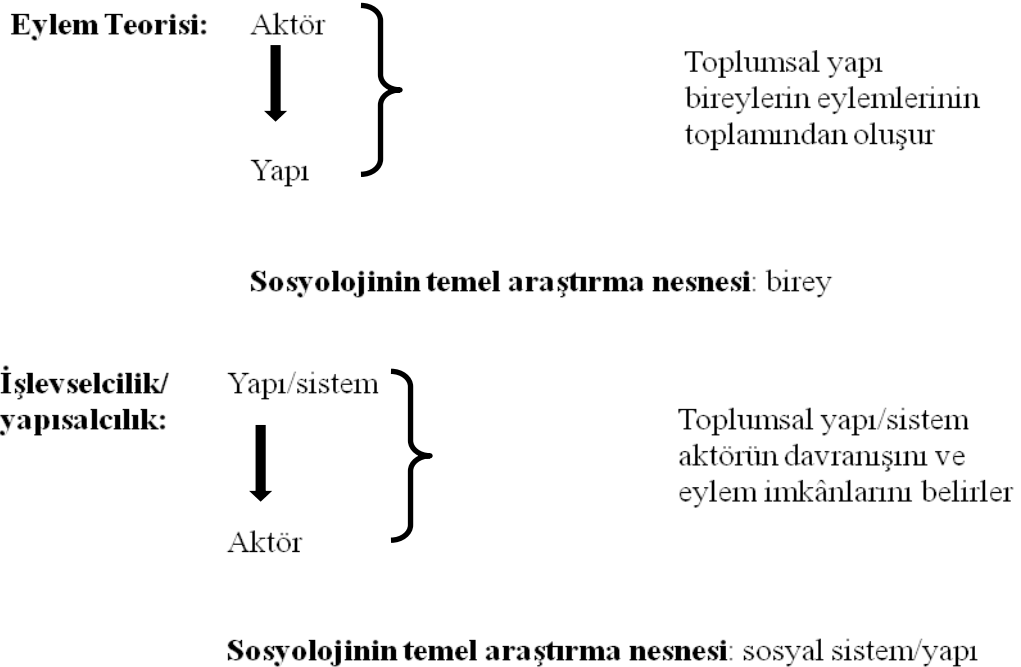 Eylem Teorisi: Aktör
Toplumsal yapı
bireylerin eylemlerinin
toplamından oluşur
Yapı
Sosyolojinin temel araştırma nesnesi: birey
İşlevselcilik/ Yapı/sistem
yapısalcılık:
Toplumsal yapı/sistem
aktörün davranışını ve
eylem imkânlarını belirler
Aktör
Sosyolojinin temel araştırma nesnesi: sosyal sistem/yapı